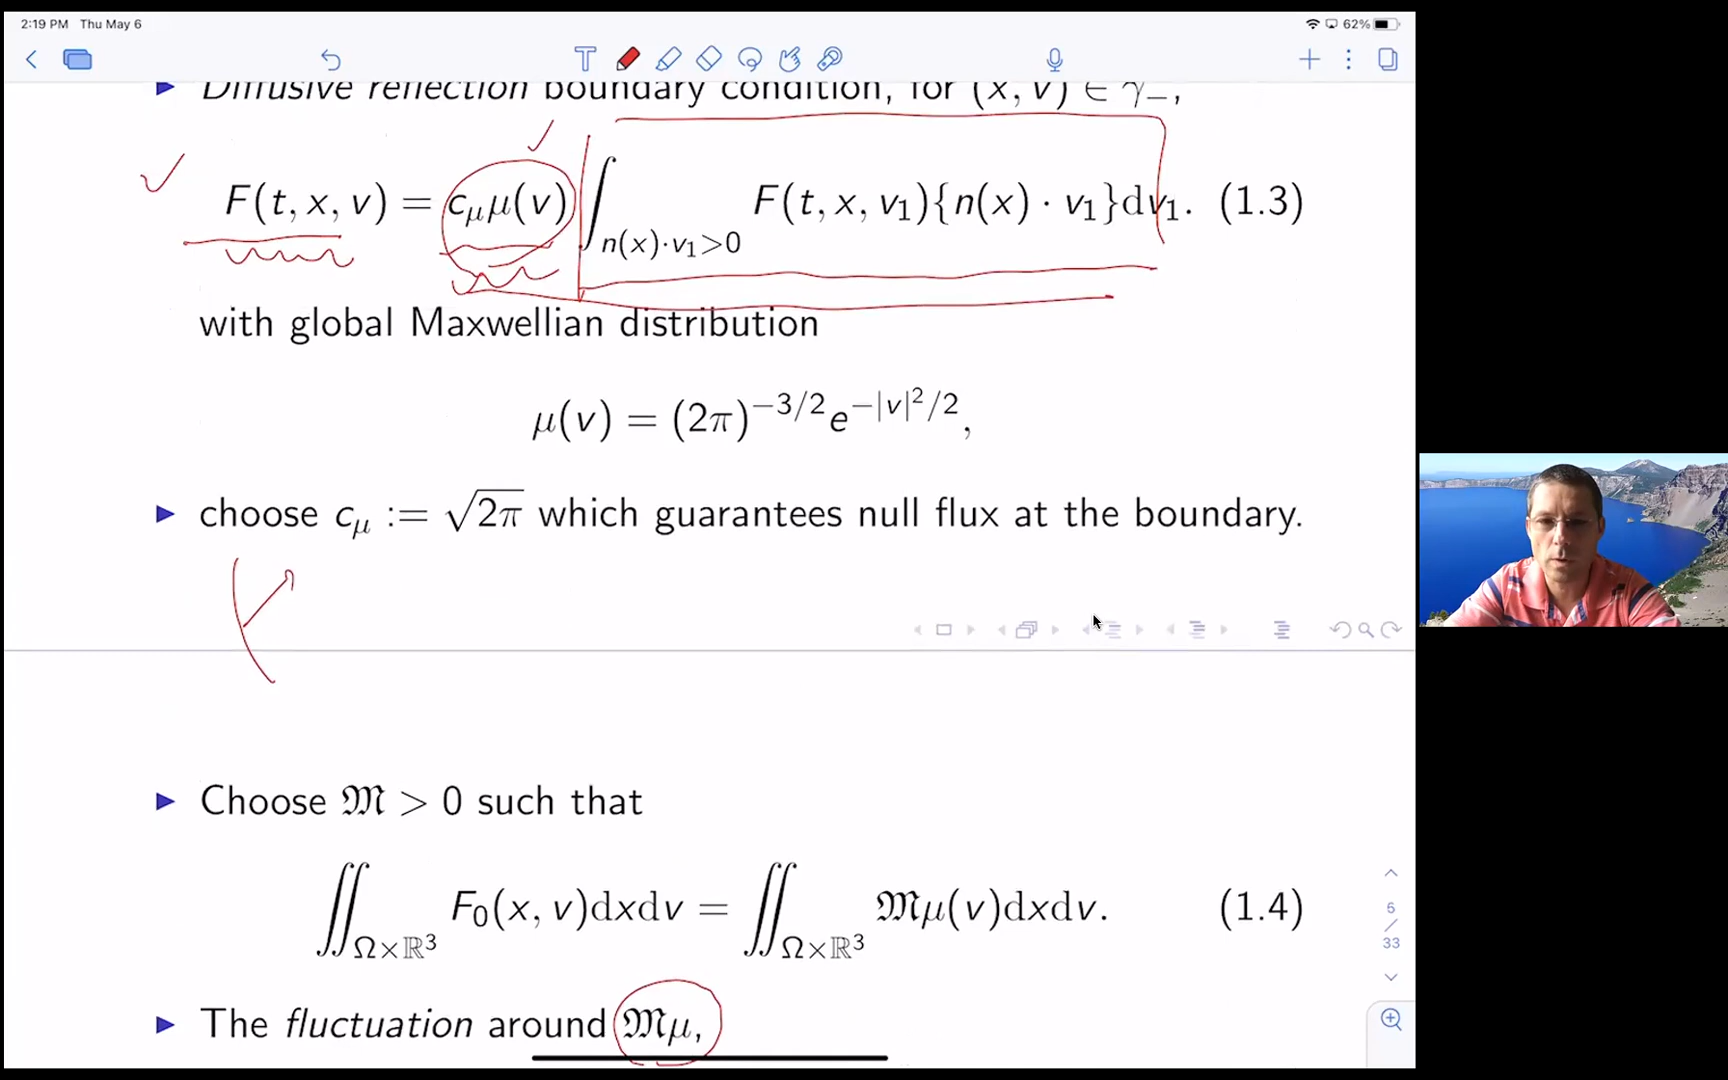 2:19 PM Thu May 6
62%
Diffusive reflection boundary condition, for (x, v) ∈ γ₋,
F(t, x, v) = c_μ μ(v) ∫_{n(x)·v₁>0} F(t, x, v₁){n(x) · v₁}dv₁. (1.3)
with global Maxwellian distribution
μ(v) = (2π)^{−3/2} e^{−|v|²/2},
▶ choose c_μ := √2π which guarantees null flux at the boundary.
▶ Choose 𝔐 > 0 such that
∬_{Ω×ℝ³} F₀(x, v)dxdv = ∬_{Ω×ℝ³} 𝔐μ(v)dxdv. (1.4)
6
/
33
▶ The fluctuation around 𝔐μ,